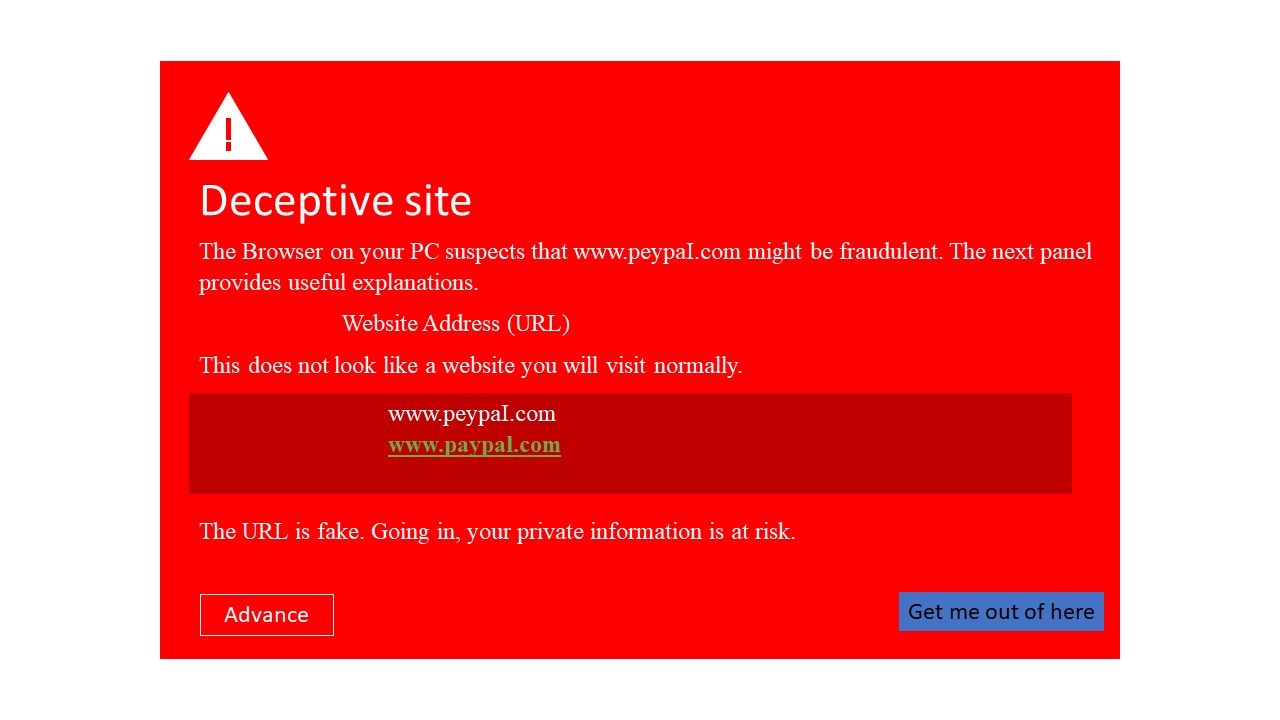 !
Deceptive site
The Browser on your PC suspects that www.peypaI.com might be fraudulent. The next panel
provides useful explanations.
Website Address (URL)
This does not look like a website you will visit normally.
www.peypaI.com
www.paypal.com
The URL is fake. Going in, your private information is at risk.
Advance
Get me out of here